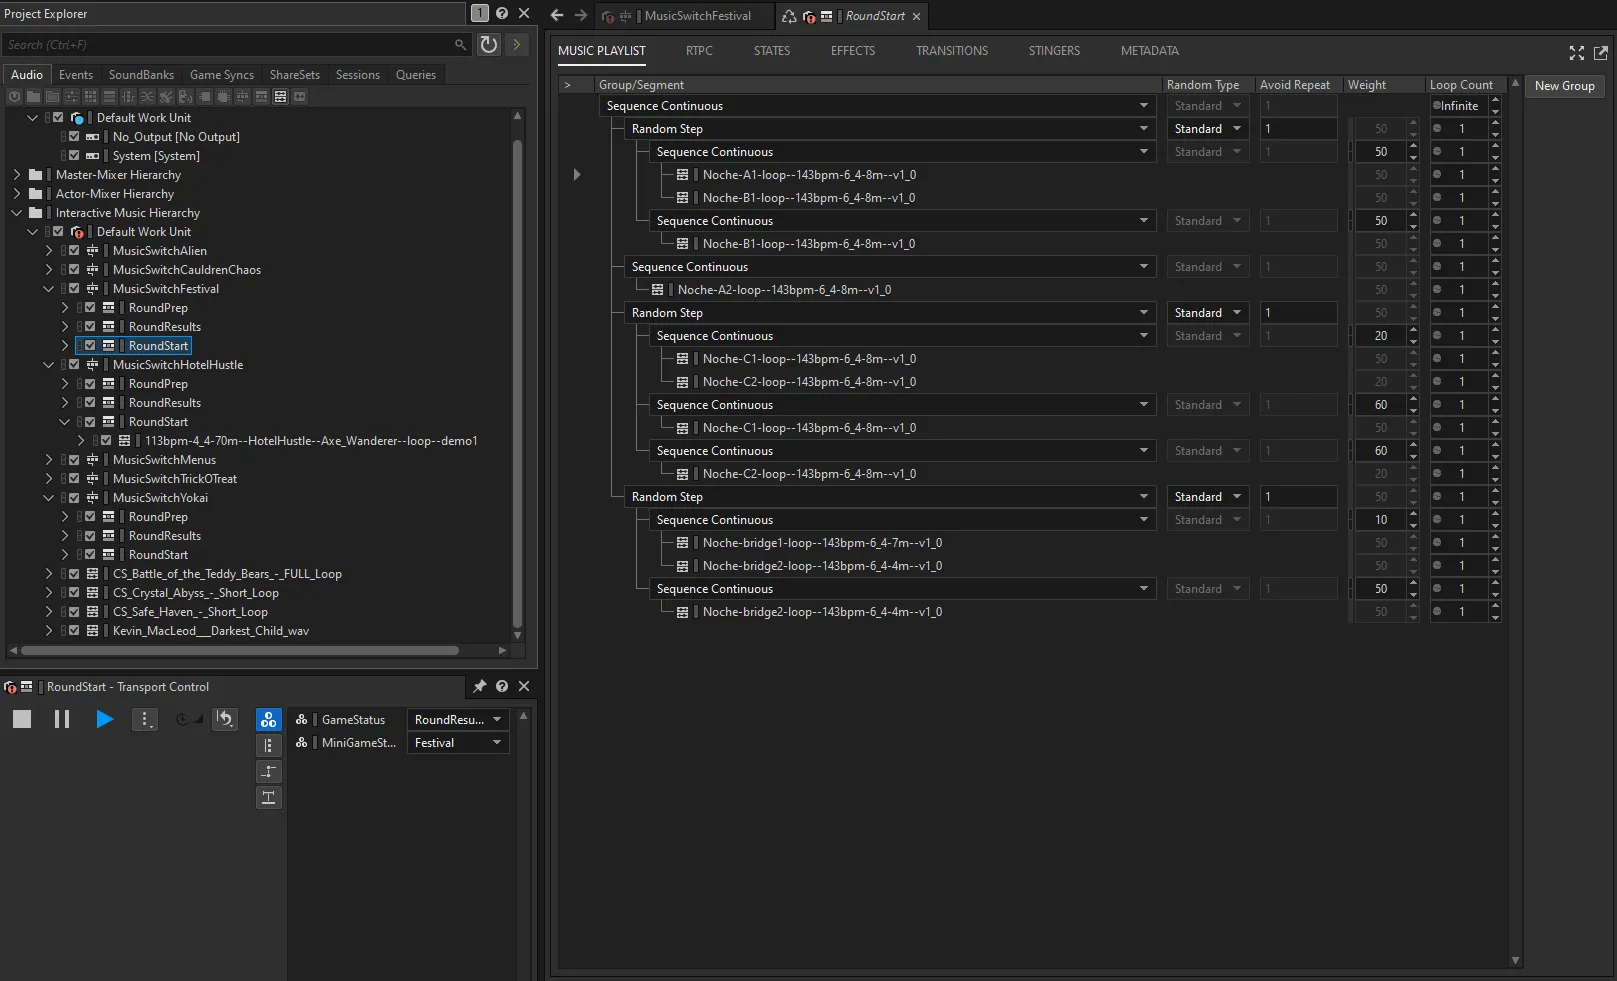 Project Explorer
1
Search (Ctrl+F)
Audio Events SoundBanks Game Syncs ShareSets Sessions Queries
Default Work Unit
No_Output [No Output]
System [System]
Master-Mixer Hierarchy
Actor-Mixer Hierarchy
Interactive Music Hierarchy
Default Work Unit
MusicSwitchAlien
MusicSwitchCauldrenChaos
MusicSwitchFestival
RoundPrep
RoundResults
RoundStart
MusicSwitchHotelHustle
RoundPrep
RoundResults
RoundStart
113bpm-4_4-70m--HotelHustle--Axe_Wanderer--loop--demo1
MusicSwitchMenus
MusicSwitchTrickOTreat
MusicSwitchYokai
RoundPrep
RoundResults
RoundStart
CS_Battle_of_the_Teddy_Bears_-_FULL_Loop
CS_Crystal_Abyss_-_Short_Loop
CS_Safe_Haven_-_Short_Loop
Kevin_MacLeod___Darkest_Child_wav
RoundStart - Transport Control
GameStatus RoundResu...
MiniGameSt... Festival
MusicSwitchFestival RoundStart
MUSIC PLAYLIST RTPC STATES EFFECTS TRANSITIONS STINGERS METADATA
> Group/Segment Random Type Avoid Repeat Weight Loop Count New Group
Sequence Continuous Standard 1 Infinite
Random Step Standard 1 50 1
Sequence Continuous Standard 1 50 1
Noche-A1-loop--143bpm-6_4-8m--v1_0 50 1
Noche-B1-loop--143bpm-6_4-8m--v1_0 50 1
Sequence Continuous Standard 1 50 1
Noche-B1-loop--143bpm-6_4-8m--v1_0 50 1
Sequence Continuous Standard 1 50 1
Noche-A2-loop--143bpm-6_4-8m--v1_0 50 1
Random Step Standard 1 50 1
Sequence Continuous Standard 1 20 1
Noche-C1-loop--143bpm-6_4-8m--v1_0 50 1
Noche-C2-loop--143bpm-6_4-8m--v1_0 20 1
Sequence Continuous Standard 1 60 1
Noche-C1-loop--143bpm-6_4-8m--v1_0 50 1
Sequence Continuous Standard 1 60 1
Noche-C2-loop--143bpm-6_4-8m--v1_0 20 1
Random Step Standard 1 50 1
Sequence Continuous Standard 1 10 1
Noche-bridge1-loop--143bpm-6_4-7m--v1_0 50 1
Noche-bridge2-loop--143bpm-6_4-4m--v1_0 50 1
Sequence Continuous Standard 1 50 1
Noche-bridge2-loop--143bpm-6_4-4m--v1_0 50 1